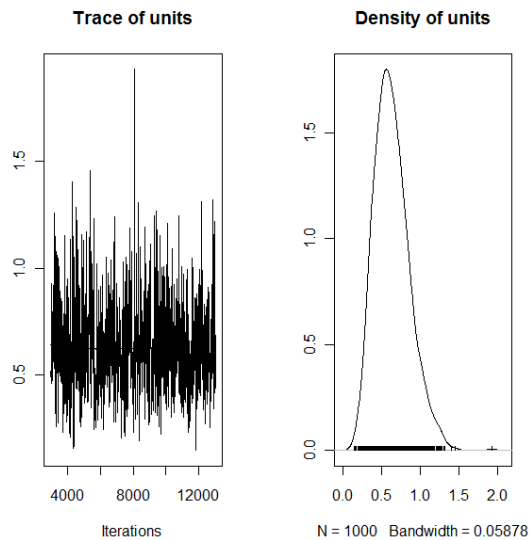 Trace of units
1.5
1.0
0.5
4000 8000 12000
Iterations
Density of units
1.5
1.0
0.5
0.0
0.0 0.5 1.0 1.5 2.0
N = 1000 Bandwidth = 0.05878